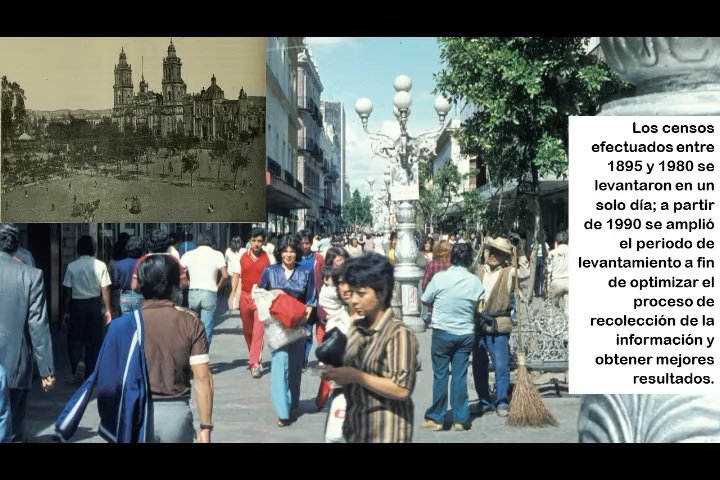 Los censos
efectuados entre
1895 y 1980 se
levantaron en un
solo día; a partir
de 1990 se amplió
el periodo de
levantamiento a fin
de optimizar el
proceso de
recolección de la
información y
obtener mejores
resultados.